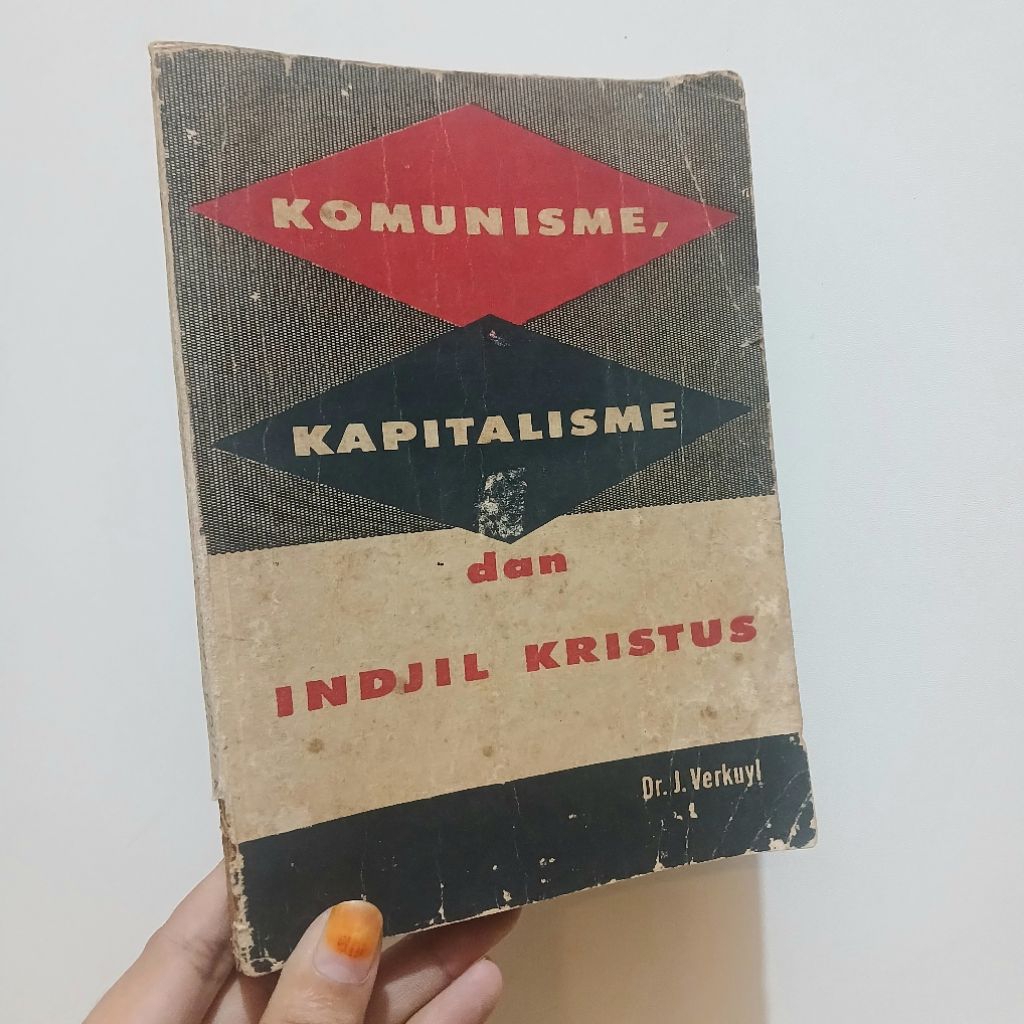 KOMUNISME,
KAPITALISME
dan
INDJIL KRISTUS
Dr. J. Verkuyl